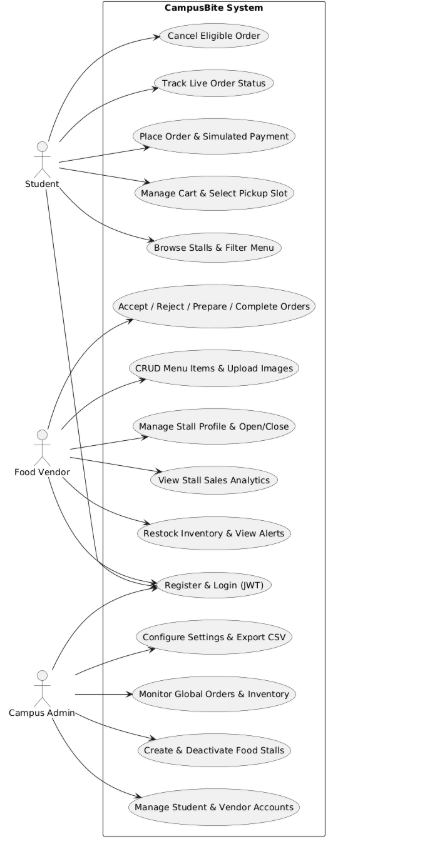 CampusBite System
Cancel Eligible Order
Track Live Order Status
Place Order & Simulated Payment
Student
Manage Cart & Select Pickup Slot
Browse Stalls & Filter Menu
Accept / Reject / Prepare / Complete Orders
CRUD Menu Items & Upload Images
Manage Stall Profile & Open/Close
Food Vendor
View Stall Sales Analytics
Restock Inventory & View Alerts
Register & Login (JWT)
Configure Settings & Export CSV
Monitor Global Orders & Inventory
Campus Admin
Create & Deactivate Food Stalls
Manage Student & Vendor Accounts